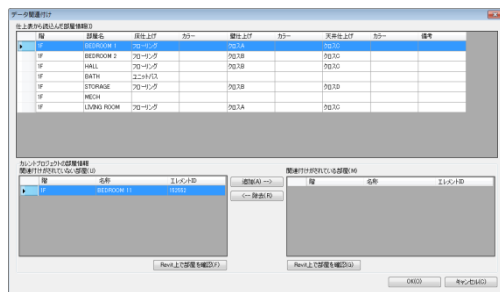 データ関連付け
仕上表から読込んだ部屋情報(I)
階 部屋名 床仕上げ カラー 壁仕上げ カラー 天井仕上げ カラー 備考
1F BEDROOM 1 フローリング クロスA クロスC
1F BEDROOM 2 フローリング クロスB クロスC
1F HALL フローリング クロスB クロスC
1F BATH ユニットバス
1F STORAGE フローリング クロスB クロスD
1F MECH
1F LIVING ROOM フローリング クロスA クロスC
カレントプロジェクトの部屋情報
関連付けがされていない部屋(U) 関連付けがされている部屋(M)
階 名称 エレメントID 追加(A) ---> 階 名称 エレメントID
1F BEDROOM 11 <--- 除去(R)
Revit上で部屋を確認(F) Revit上で部屋を確認(G)
OK(O) キャンセル(C)